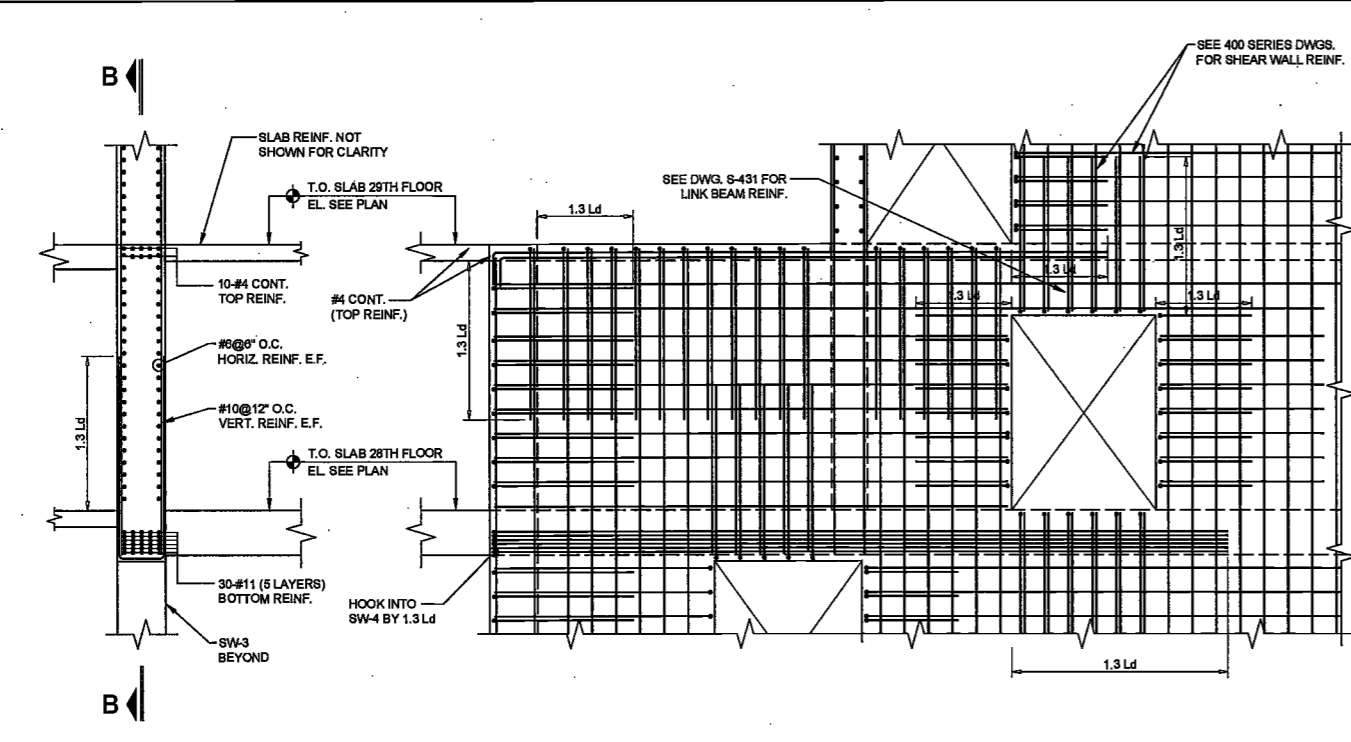 B
SLAB REINF. NOT
SHOWN FOR CLARITY
T.O. SLAB 29TH FLOOR
EL. SEE PLAN
10-#4 CONT.
TOP REINF.
#6@6" O.C.
HORIZ. REINF. E.F.
#10@12" O.C.
VERT. REINF. E.F.
1.3 Ld
T.O. SLAB 28TH FLOOR
EL. SEE PLAN
30-#11 (5 LAYERS)
BOTTOM REINF.
SW-3
BEYOND
B
SEE 400 SERIES DWGS.
FOR SHEAR WALL REINF.
SEE DWG. S-431 FOR
LINK BEAM REINF.
1.3 Ld
#4 CONT.
(TOP REINF.)
1.3 Ld
1.3 Ld
1.3 Ld
1.3 Ld
1.3 Ld
HOOK INTO
SW-4 BY 1.3 Ld
1.3 Ld